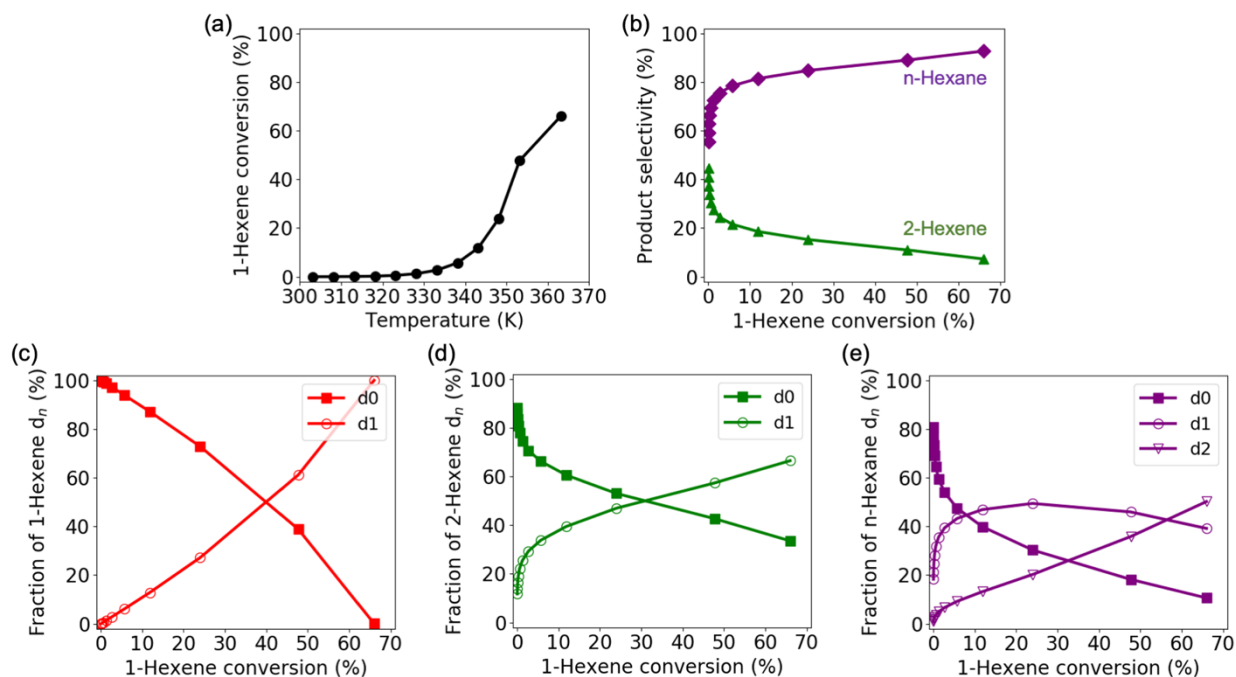 (a)
1-Hexene conversion (%)
100
80
60
40
20
0
300 310 320 330 340 350 360 370
Temperature (K)
(b)
Product selectivity (%)
100
80
60
40
20
0
n-Hexane
2-Hexene
0 10 20 30 40 50 60 70
1-Hexene conversion (%)
(c)
Fraction of 1-Hexene dₙ (%)
100
80
60
40
20
0
d0
d1
0 10 20 30 40 50 60 70
1-Hexene conversion (%)
(d)
Fraction of 2-Hexene dₙ (%)
100
80
60
40
20
0
d0
d1
0 10 20 30 40 50 60 70
1-Hexene conversion (%)
(e)
Fraction of n-Hexane dₙ (%)
100
80
60
40
20
0
d0
d1
d2
0 10 20 30 40 50 60 70
1-Hexene conversion (%)